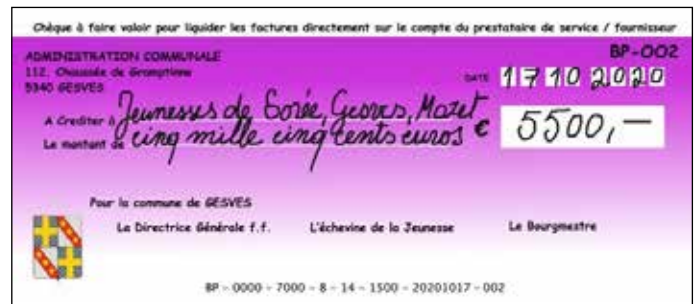 Chèque à faire valoir pour liquider les factures directement sur le compte du prestataire de service / fournisseur
BP-002
ADMINISTRATION COMMUNALE
112, Chaussée de Gramptinne
5340 GESVES
DATE 17 10 2020
A Créditer à Jeunesses de Sorée, Gesves, Mozet
Le montant de cinq mille cinq cents euros € 5500,-
Pour la commune de GESVES
La Directrice Générale f.f. L'échevine de la Jeunesse Le Bourgmestre
BP - 0000 - 7000 - 8 - 14 - 1500 - 20201017 - 002